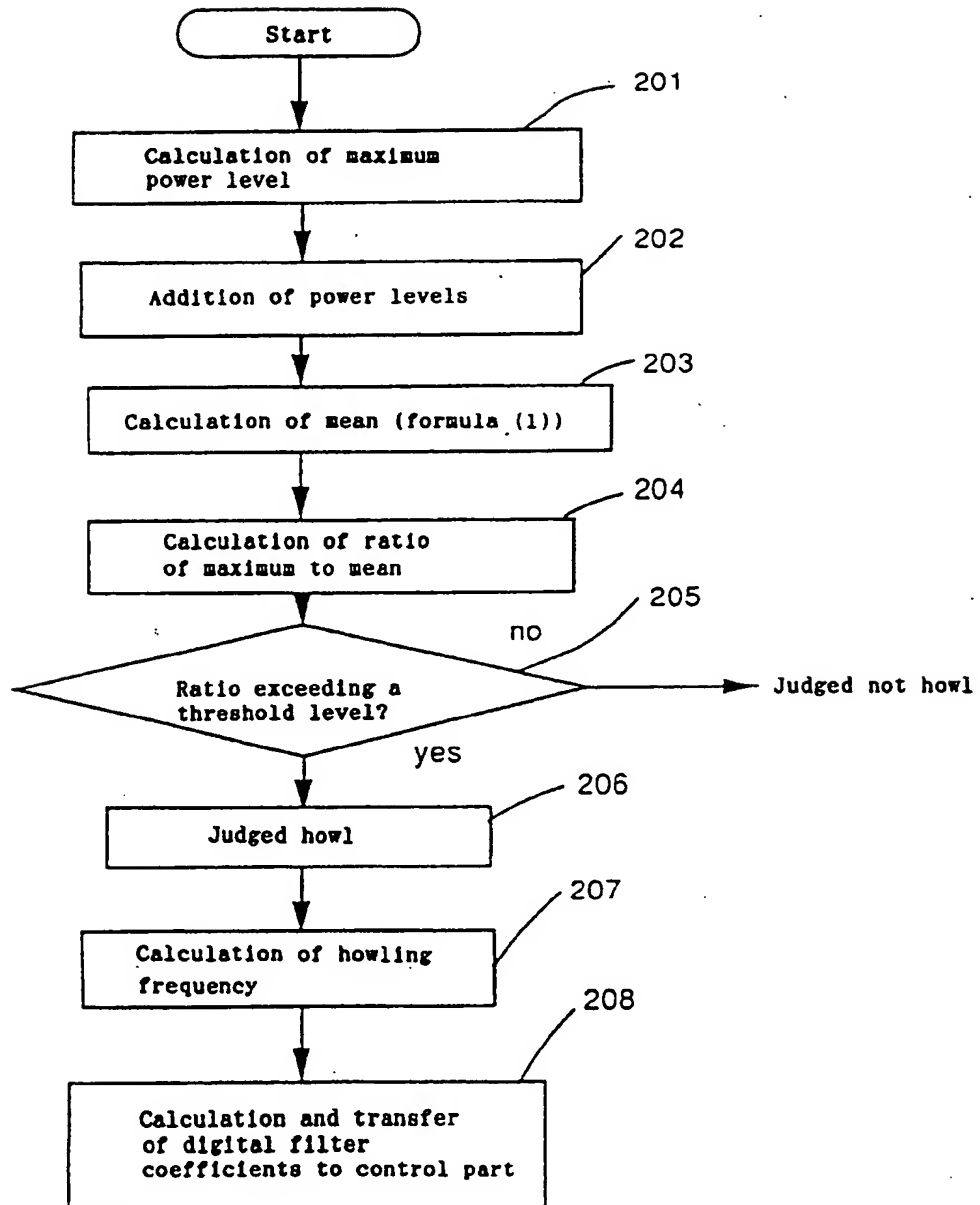 Start
201
Calculation of maximum
power level
202
Addition of power levels
203
Calculation of mean (formula (1))
204
Calculation of ratio
of maximum to mean
205
no
Ratio exceeding a
threshold level?
Judged not howl
yes
206
Judged howl
207
Calculation of howling
frequency
208
Calculation and transfer
of digital filter
coefficients to control part